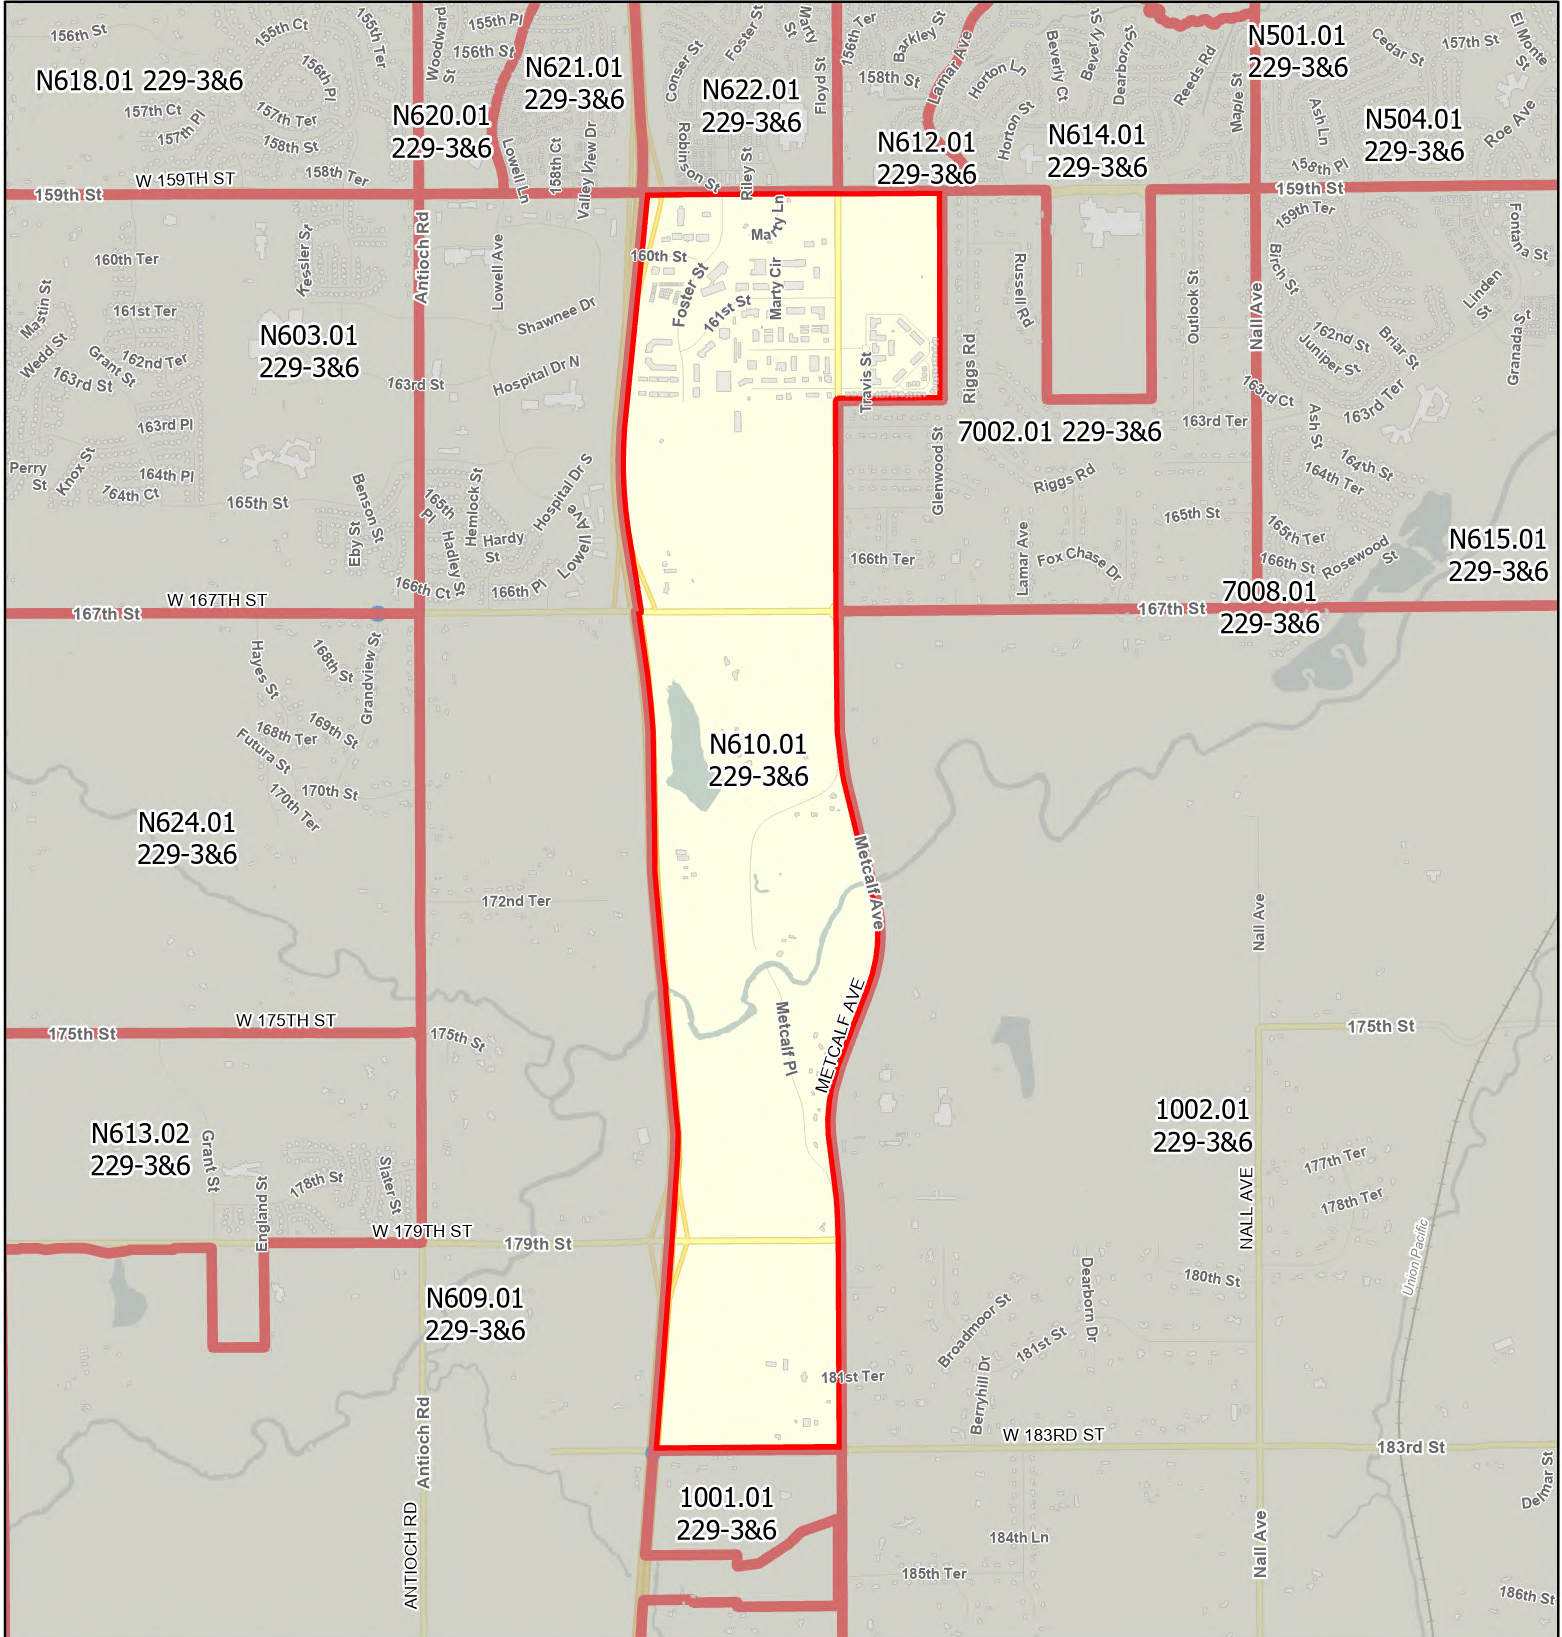 156th St
155th Ct
155th Ter
156th Pl
Woodward
St
155th Pl
156th St
N618.01 229-3&6
157th Ct
157th Pl
157th Ter
158th St
158th Ter
N620.01
229-3&6
N621.01
229-3&6
Lowell Ln
158th Ct
Valley View Dr
Conser St
Foster St
Marty
St
Floyd St
N622.01
229-3&6
Robinson St
Riley St
156th Ter
Barkley St
158th St
Lamar Ave
Horton Ln
Horton St
Beverly Ct
Beverly St
Dearborn St
Reeds Rd
Maple St
N612.01
229-3&6
N614.01
229-3&6
N501.01
229-3&6
Cedar St
157th St
El Monte
St
Ash Ln
N504.01
229-3&6
Roe Ave
158th Pl
159th St
W 159TH ST
159th St
159th Ter
Fontana St
Birch St
Linden
St
Granada St
162nd St
Juniper St
Briar St
163rd Ct
163rd Ter
Ash St
164th St
164th Ter
165th Ter
166th St
Rosewood
St
Nall Ave
Outlook St
Russell Rd
Riggs Rd
7002.01 229-3&6
163rd Ter
Riggs Rd
165th St
Glenwood St
166th Ter
Lamar Ave
Fox Chase Dr
N615.01
229-3&6
7008.01
229-3&6
167th St
Marty Ln
160th St
Foster St
Marty Cir
161st St
Travis St
Antioch Rd
Kessler St
160th Ter
Mastin St
161st Ter
Wedd St
Grant St
162nd Ter
163rd St
N603.01
229-3&6
163rd St
Lowell Ave
Shawnee Dr
Hospital Dr N
163rd Pl
Perry
St
Knox St
164th Pl
164th Ct
165th St
Benson St
Eby St
165th
Pl
Hemlock St
Hadley St
Hardy
St
Hospital Dr S
Lowell Ave
166th Ct
166th Pl
167th St
W 167TH ST
Hayes St
168th St
Grandview St
168th Ter
169th St
Futura St
170th St
170th Ter
N624.01
229-3&6
N610.01
229-3&6
172nd Ter
Metcalf Ave
Metcalf Pl
METCALF AVE
Nall Ave
175th St
W 175TH ST
175th St
175th St
N613.02
229-3&6
Grant St
England St
178th St
Slater St
W 179TH ST
179th St
1002.01
229-3&6
177th Ter
178th Ter
NALL AVE
Union Pacific
180th St
Dearborn Dr
Broadmoor St
181st St
Berryhill Dr
N609.01
229-3&6
181st Ter
Antioch Rd
W 183RD ST
183rd St
ANTIOCH RD
1001.01
229-3&6
184th Ln
185th Ter
Nall Ave
Delmar St
186th St